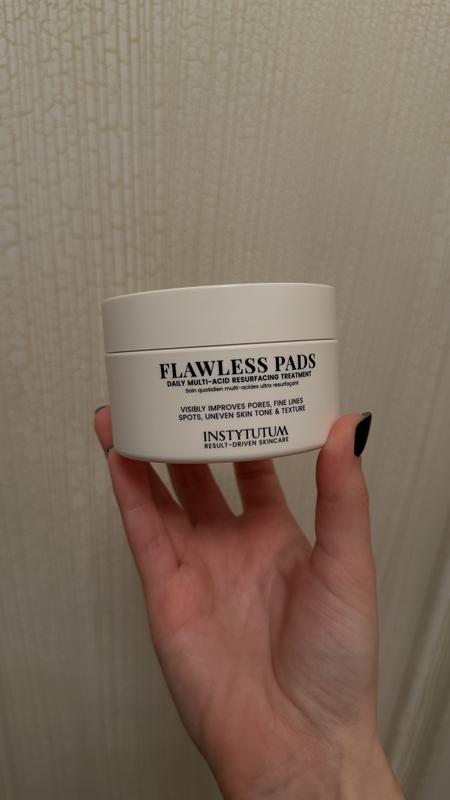 FLAWLESS PADS
DAILY MULTI-ACID RESURFACING TREATMENT
Soin quotidien multi-acides ultra resurfaçant
VISIBLY IMPROVES PORES, FINE LINES
SPOTS, UNEVEN SKIN TONE & TEXTURE
INSTYTUTUM
RESULT-DRIVEN SKINCARE